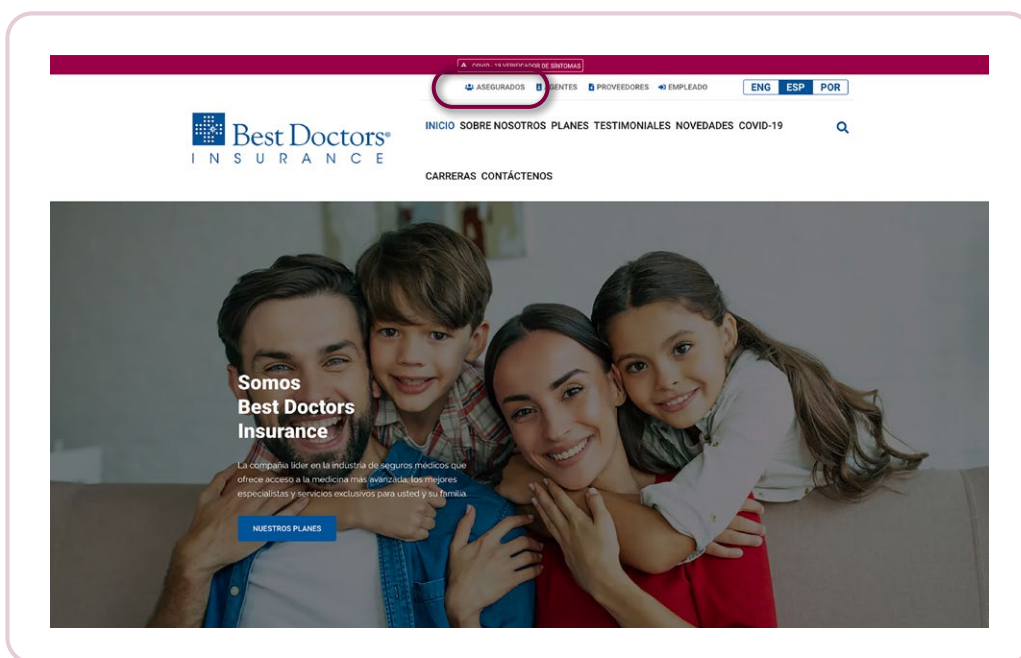 COVID - 19 VERIFICADOR DE SÍNTOMAS
ASEGURADOS AGENTES PROVEEDORES EMPLEADO ENG ESP POR
Best Doctors®
INSURANCE
INICIO SOBRE NOSOTROS PLANES TESTIMONIALES NOVEDADES COVID-19
CARRERAS CONTÁCTENOS
Somos
Best Doctors
Insurance
La compañía líder en la industria de seguros médicos que
ofrece acceso a la medicina más avanzada, los mejores
especialistas y servicios exclusivos para usted y su familia.
NUESTROS PLANES